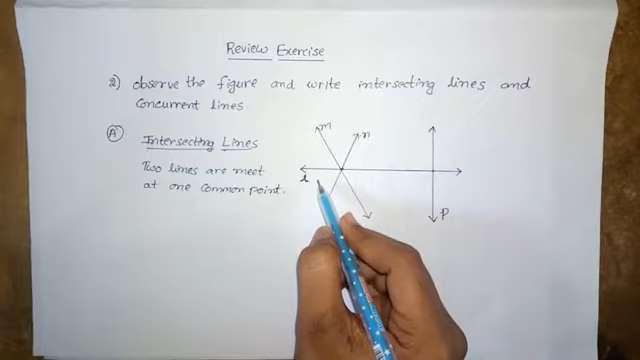 Review Exercise
2) observe the figure and write intersecting lines and
concurrent lines
A) Intersecting Lines
Two lines are meet
at one common point.
m
n
l
P